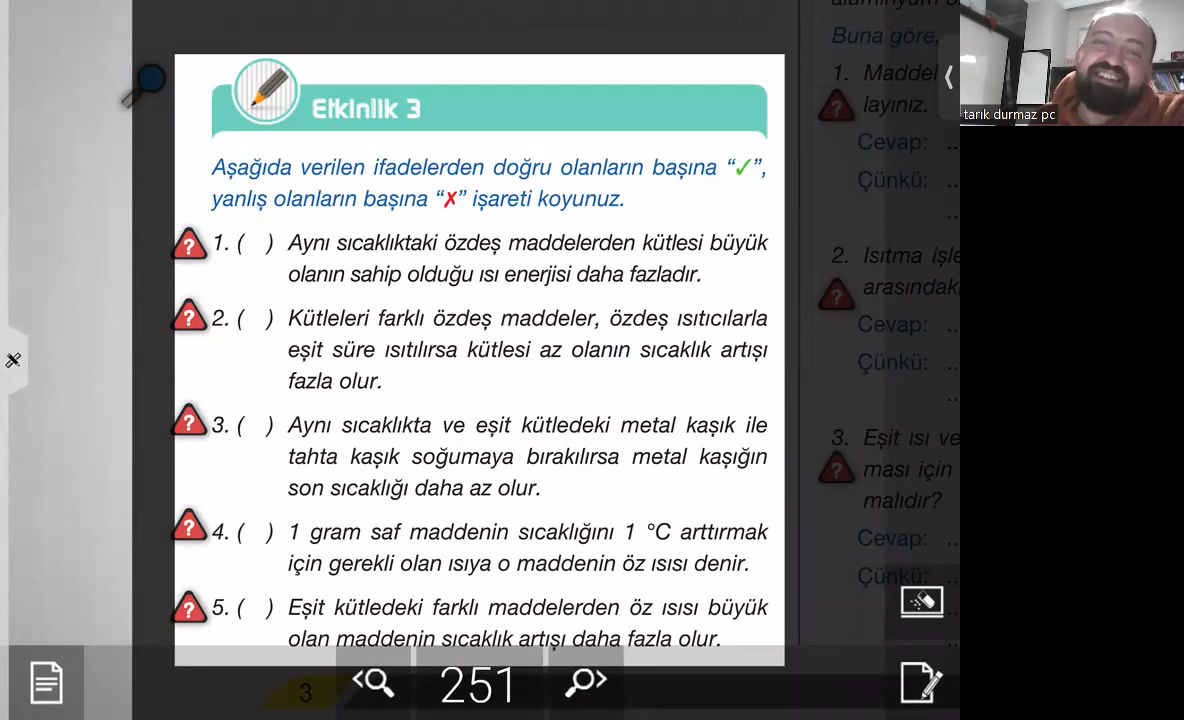 Etkinlik 3
Aşağıda verilen ifadelerden doğru olanların başına “✓”,
yanlış olanların başına “✗” işareti koyunuz.
1. ( ) Aynı sıcaklıktaki özdeş maddelerden kütlesi büyük
olanın sahip olduğu ısı enerjisi daha fazladır.
2. ( ) Kütleleri farklı özdeş maddeler, özdeş ısıtıcılarla
eşit süre ısıtılırsa kütlesi az olanın sıcaklık artışı
fazla olur.
3. ( ) Aynı sıcaklıkta ve eşit kütledeki metal kaşık ile
tahta kaşık soğumaya bırakılırsa metal kaşığın
son sıcaklığı daha az olur.
4. ( ) 1 gram saf maddenin sıcaklığını 1 °C arttırmak
için gerekli olan ısıya o maddenin öz ısısı denir.
5. ( ) Eşit kütledeki farklı maddelerden öz ısısı büyük
olan maddenin sıcaklık artışı daha fazla olur.
3
251
Buna göre,
1. Maddel
layınız.
Cevap: ..
Çünkü: ..
..
2. Isıtma işle
arasındak
Cevap: ..
Çünkü: ..
..
3. Eşit ısı ve
ması için
malıdır?
Cevap: ..
Çünkü: ..
tarık durmaz pc